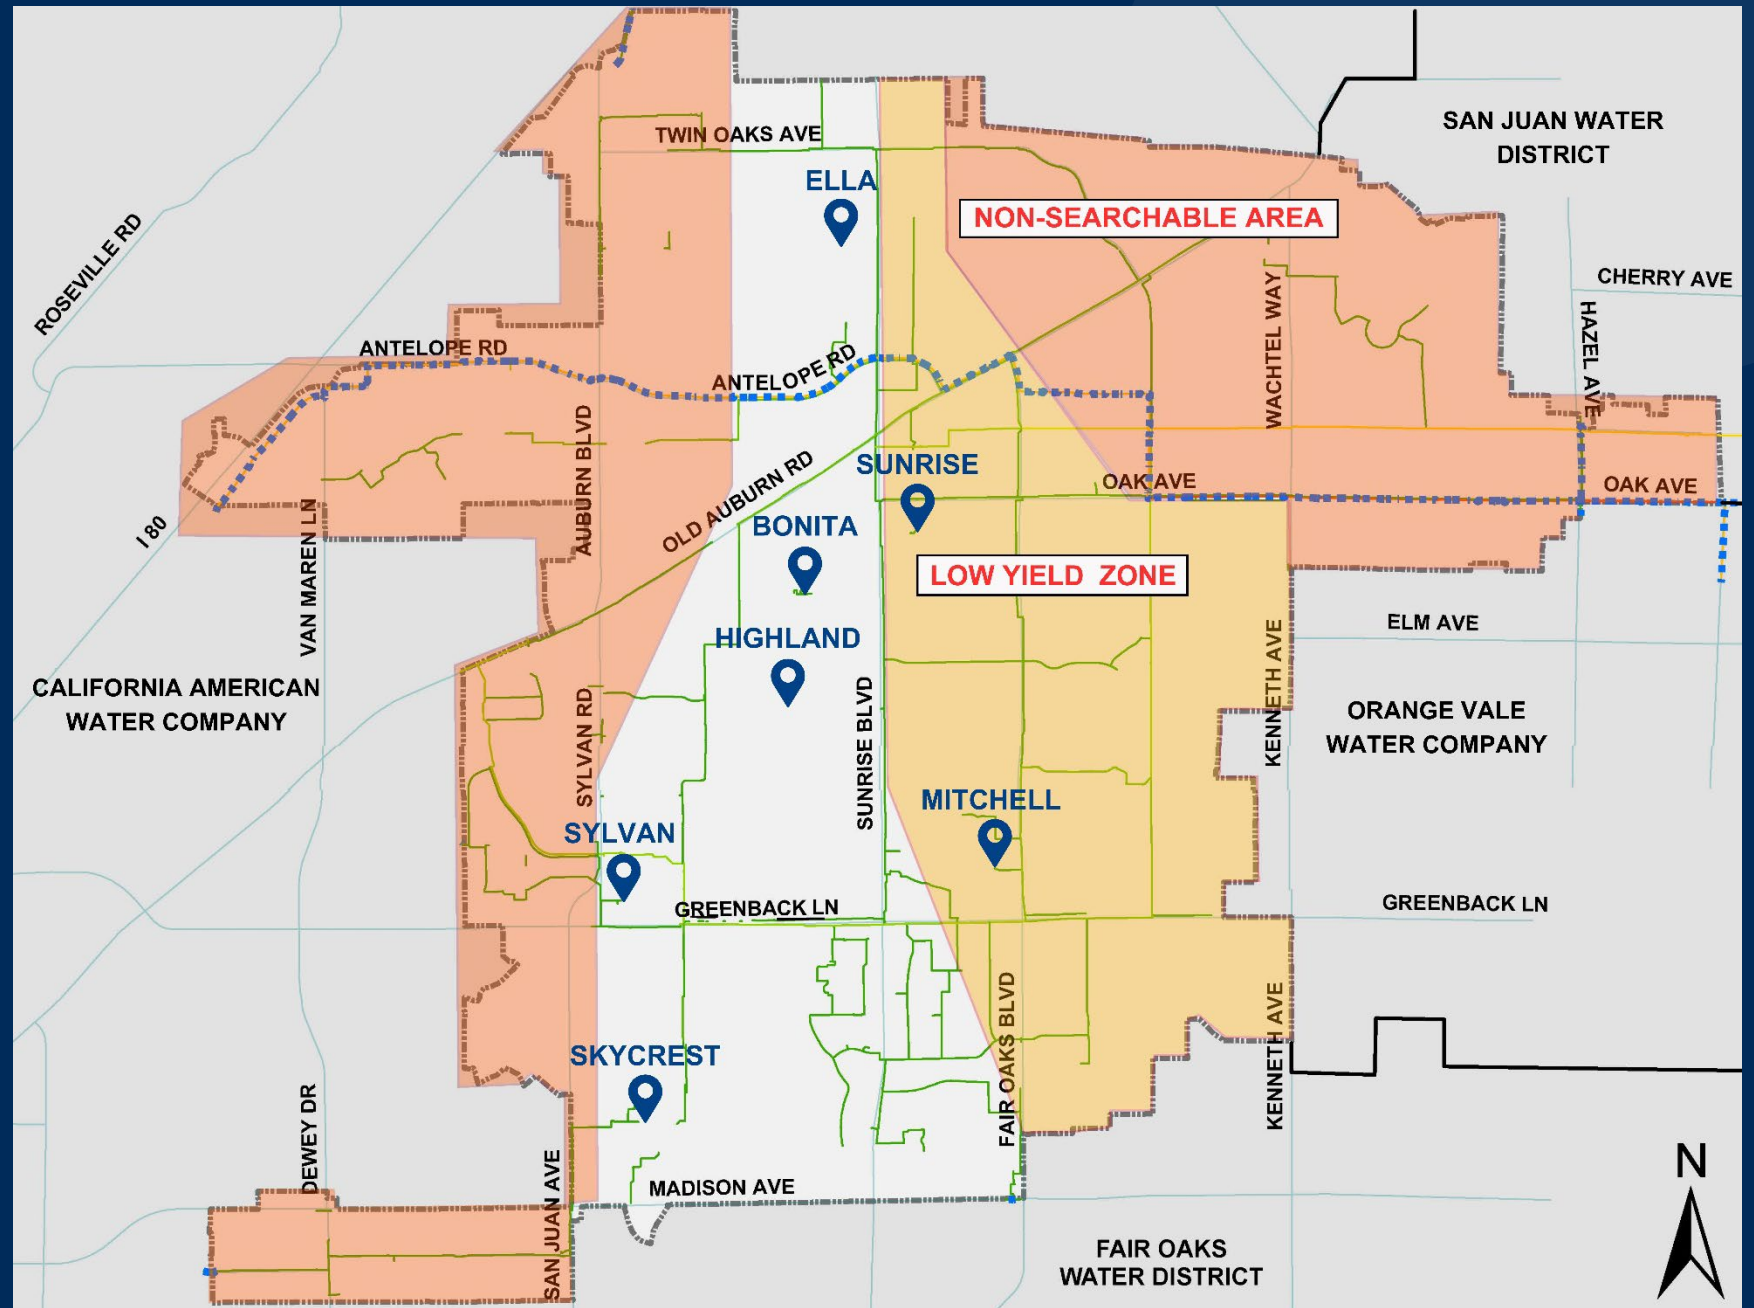 SAN JUAN WATER
DISTRICT
TWIN OAKS AVE
ELLA
NON-SEARCHABLE AREA
ROSEVILLE RD
CHERRY AVE
WACHTEL WAY
HAZEL AVE
ANTELOPE RD
ANTELOPE RD
AUBURN BLVD
SUNRISE
OAK AVE
OAK AVE
OLD AUBURN RD
I 80
BONITA
VAN MAREN LN
LOW YIELD ZONE
HIGHLAND
ELM AVE
KENNETH AVE
CALIFORNIA AMERICAN
WATER COMPANY
SYLVAN RD
SUNRISE BLVD
ORANGE VALE
WATER COMPANY
MITCHELL
SYLVAN
GREENBACK LN
GREENBACK LN
SKYCREST
FAIR OAKS BLVD
KENNETH AVE
DEWEY DR
SAN JUAN AVE
MADISON AVE
N
FAIR OAKS
WATER DISTRICT